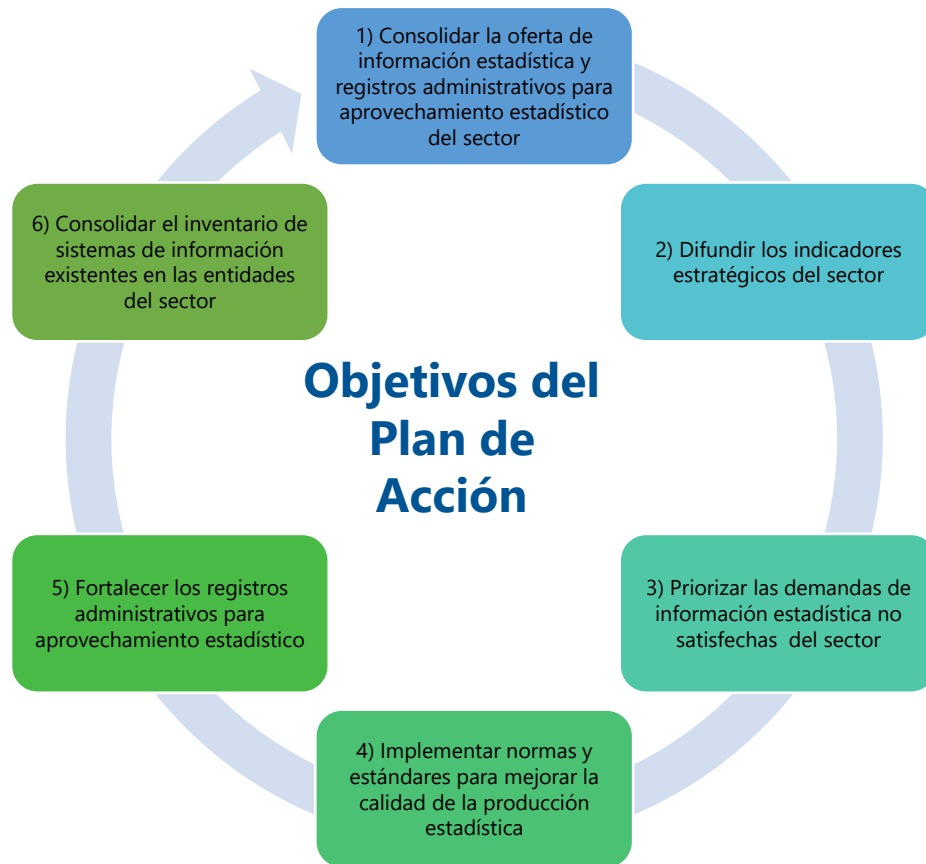 1) Consolidar la oferta de
información estadística y
registros administrativos para
aprovechamiento estadístico
del sector
2) Difundir los indicadores
estratégicos del sector
3) Priorizar las demandas de
información estadística no
satisfechas  del sector
4) Implementar normas y
estándares para mejorar la
calidad de la producción
estadística
5) Fortalecer los registros
administrativos para
aprovechamiento estadístico
6) Consolidar el inventario de
sistemas de información
existentes en las entidades
del sector
Objetivos del
Plan de
Acción